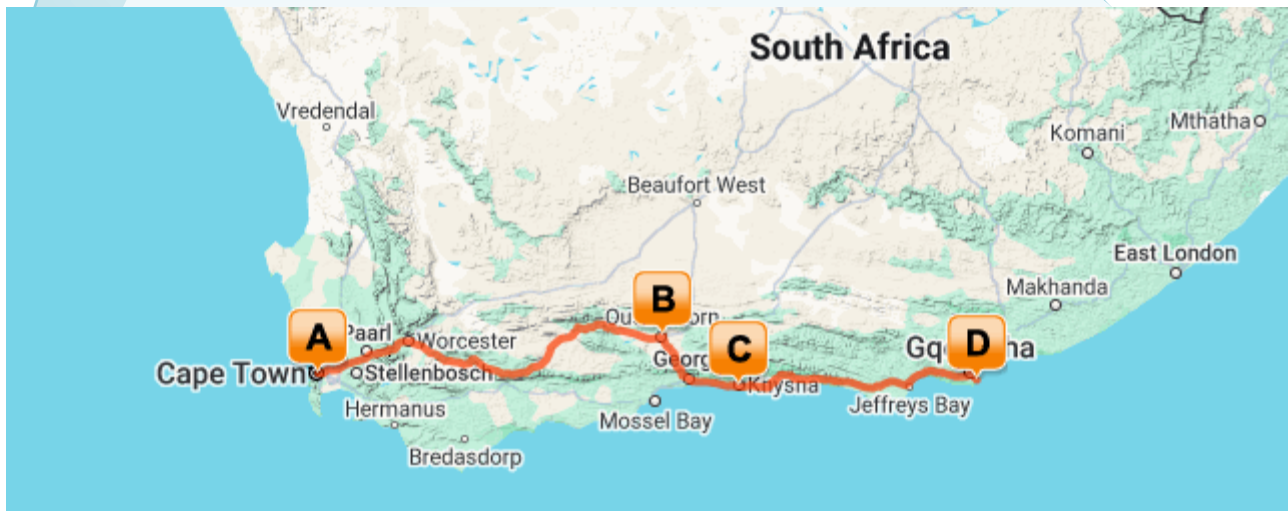 South Africa
Vredendal
Komani
Mthatha
Beaufort West
East London
Makhanda
B
A
Paarl
Worcester
C
D
Cape Town
Stellenbosch
Knysna
Jeffreys Bay
Hermanus
Mossel Bay
Bredasdorp